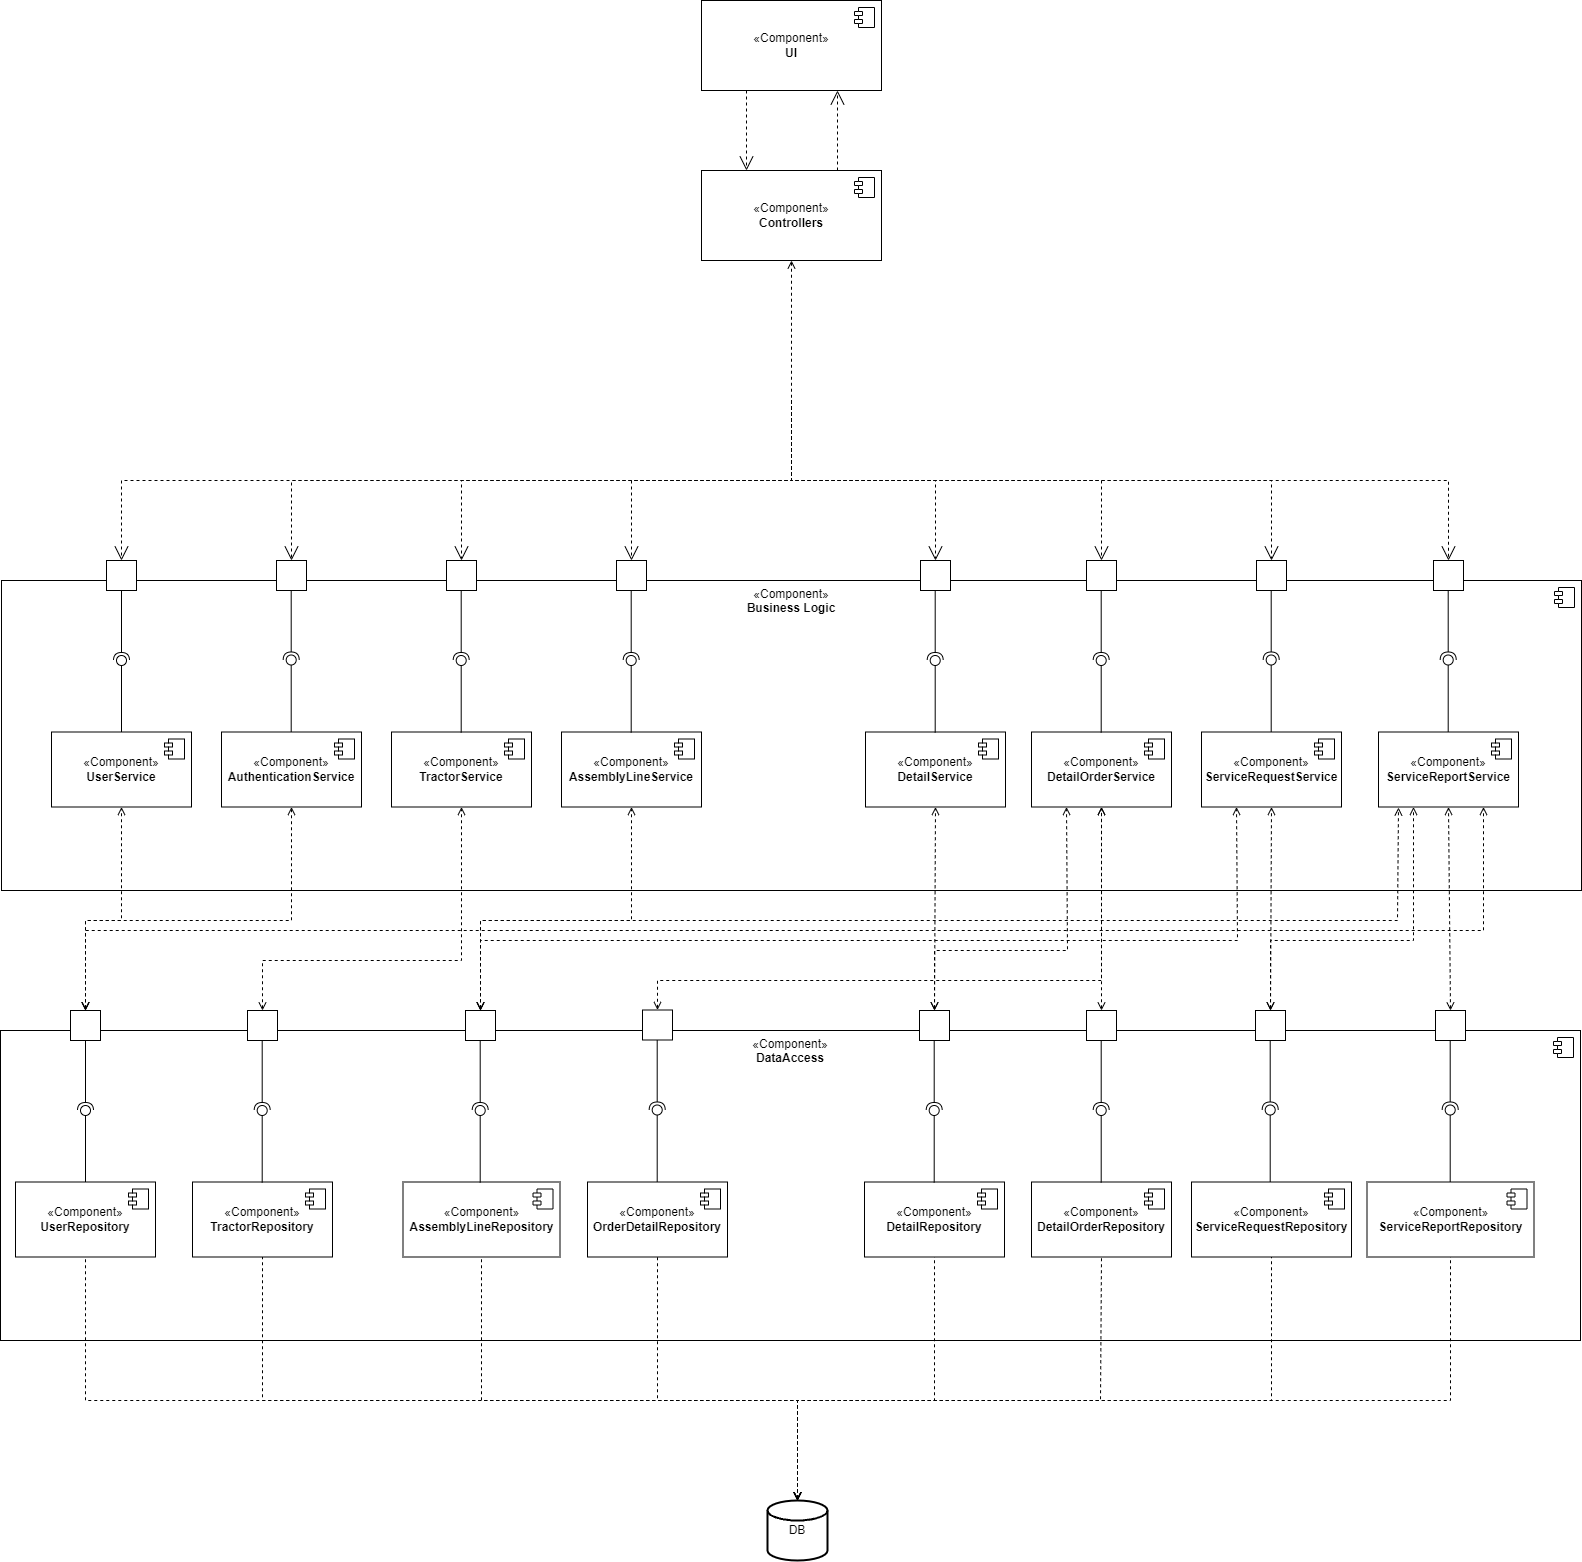 «Component»
UI
«Component»
Controllers
«Component»
Business Logic
«Component»
UserService
«Component»
AuthenticationService
«Component»
TractorService
«Component»
AssemblyLineService
«Component»
DetailService
«Component»
DetailOrderService
«Component»
ServiceRequestService
«Component»
ServiceReportService
«Component»
DataAccess
«Component»
UserRepository
«Component»
TractorRepository
«Component»
AssemblyLineRepository
«Component»
OrderDetailRepository
«Component»
DetailRepository
«Component»
DetailOrderRepository
«Component»
ServiceRequestRepository
«Component»
ServiceReportRepository
DB